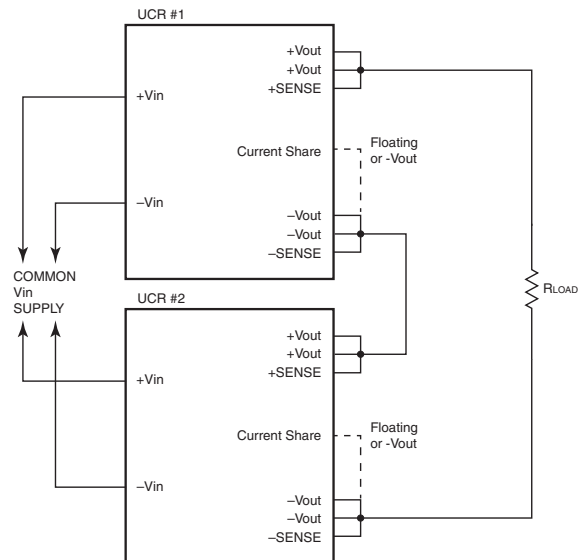 UCR #1
+Vin
–Vin
+Vout
+Vout
+SENSE
Current Share
Floating
or -Vout
–Vout
–Vout
–SENSE
COMMON
Vin
SUPPLY
RLOAD
UCR #2
+Vin
–Vin
+Vout
+Vout
+SENSE
Current Share
Floating
or -Vout
–Vout
–Vout
–SENSE